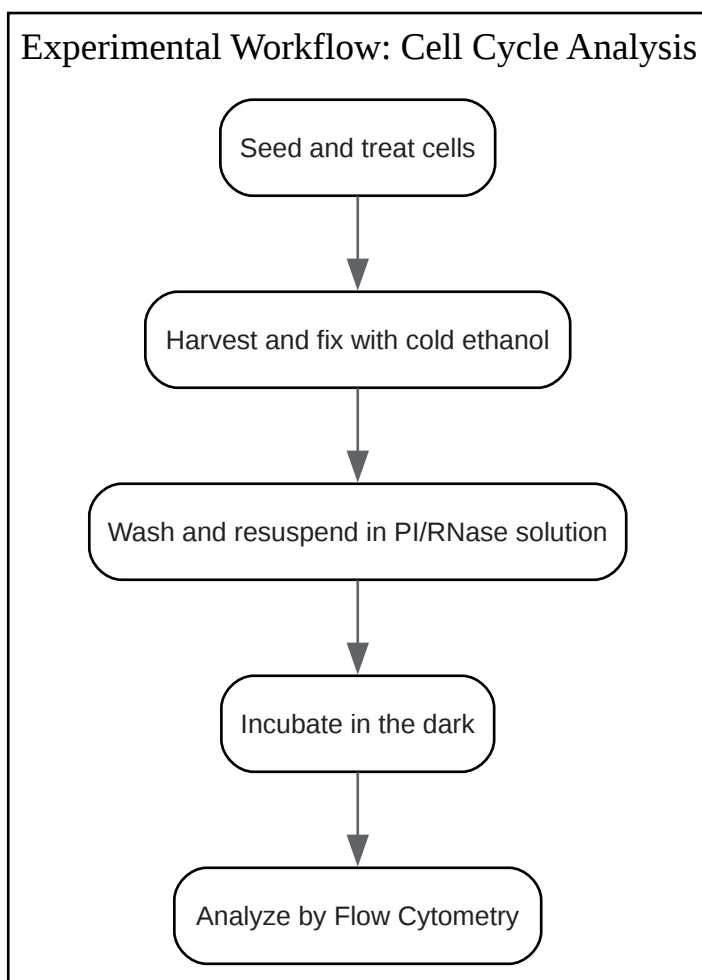 Experimental Workflow: Cell Cycle Analysis
Seed and treat cells
Harvest and fix with cold ethanol
Wash and resuspend in PI/RNase solution
Incubate in the dark
Analyze by Flow Cytometry